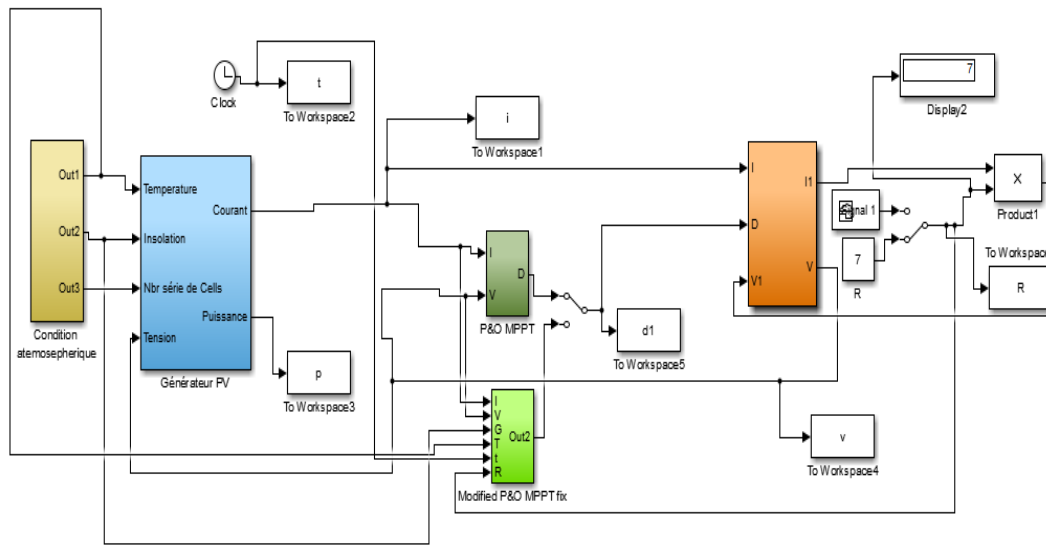 7
Display2
Clock
t
To Workspace2
i
To Workspace1
Out1
Out2
Out3
Condition
atemosepherique
Temperature
Insolation
Nbr série de Cells
Tension
Courant
Puissance
Générateur PV
p
To Workspace3
I
V
D
P&O MPPT
d1
To Workspace5
I
V
G
T
t
R
Out2
Modified P&O MPPT fix
I
D
V1
I1
V
7
R
X
Product1
To Workspace
R
v
To Workspace4